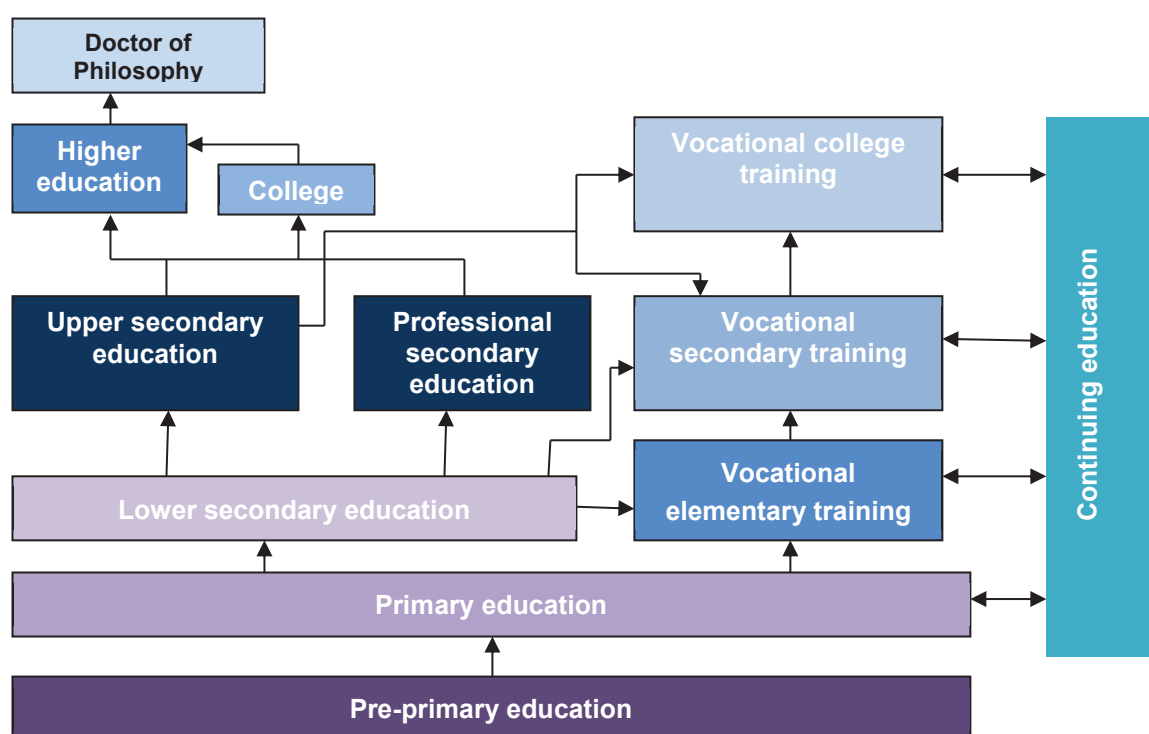 Doctor of
Philosophy
Higher
education
College
Vocational college
training
Upper secondary
education
Professional
secondary
education
Vocational
secondary training
Continuing education
Lower secondary education
Vocational
elementary training
Primary education
Pre-primary education